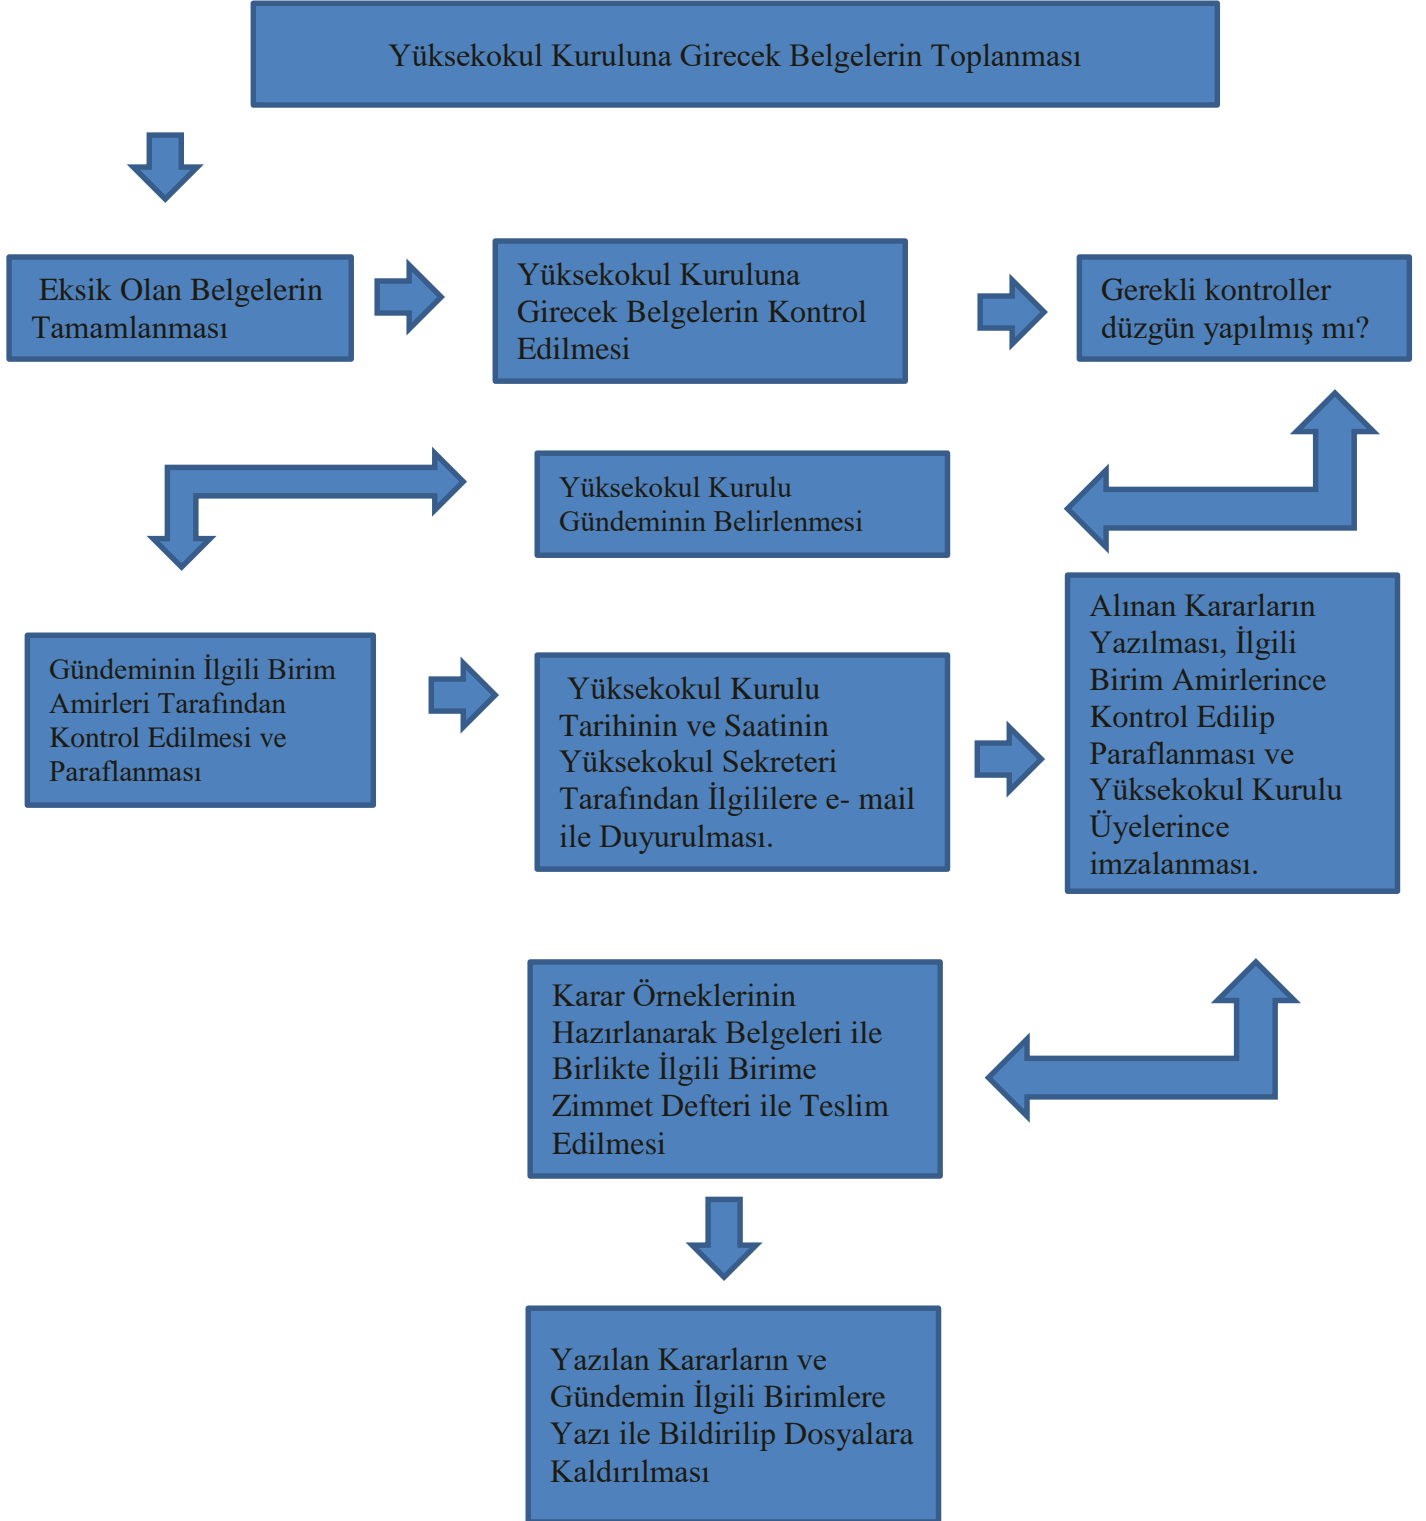 Yüksekokul Kuruluna Girecek Belgelerin Toplanması
Eksik Olan Belgelerin
Tamamlanması
Yüksekokul Kuruluna
Girecek Belgelerin Kontrol
Edilmesi
Gerekli kontroller
düzgün yapılmış mı?
Yüksekokul Kurulu
Gündeminin Belirlenmesi
Gündeminin İlgili Birim
Amirleri Tarafından
Kontrol Edilmesi ve
Paraflanması
Yüksekokul Kurulu
Tarihinin ve Saatinin
Yüksekokul Sekreteri
Tarafından İlgililere e- mail
ile Duyurulması.
Alınan Kararların
Yazılması, İlgili
Birim Amirlerince
Kontrol Edilip
Paraflanması ve
Yüksekokul Kurulu
Üyelerince
imzalanması.
Karar Örneklerinin
Hazırlanarak Belgeleri ile
Birlikte İlgili Birime
Zimmet Defteri ile Teslim
Edilmesi
Yazılan Kararların ve
Gündemin İlgili Birimlere
Yazı ile Bildirilip Dosyalara
Kaldırılması